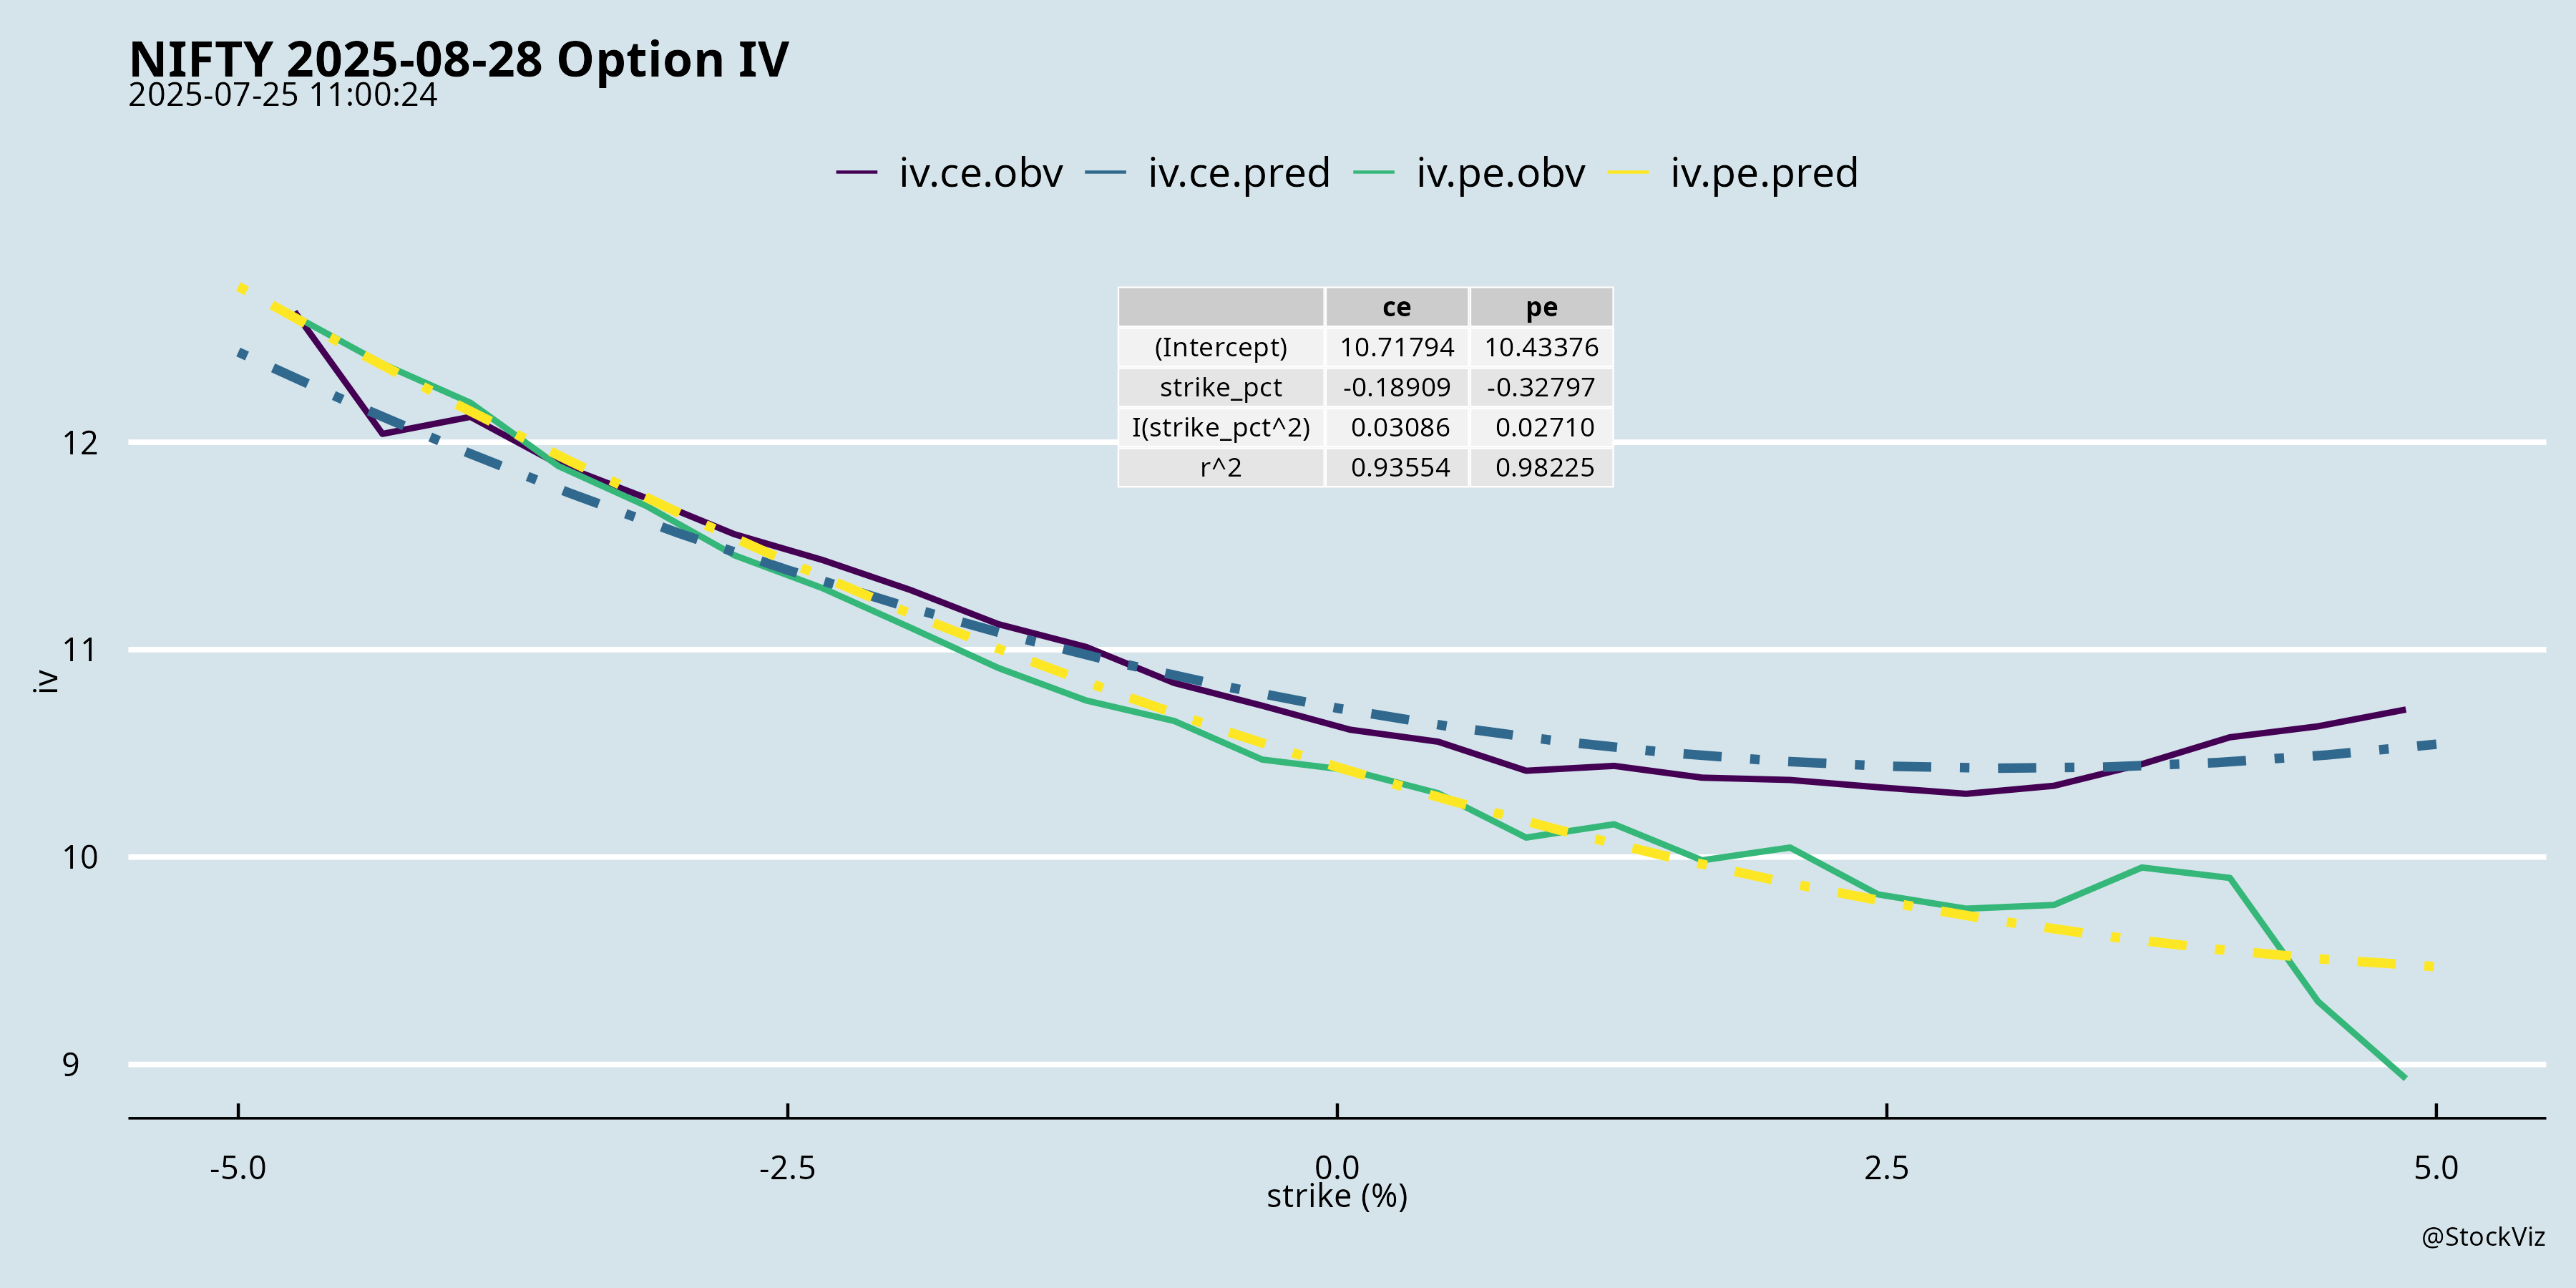 NIFTY 2025-08-28 Option IV
2025-07-25 11:00:24
iv.ce.obv iv.ce.pred iv.pe.obv iv.pe.pred
ce pe
(Intercept) 10.71794 10.43376
strike_pct -0.18909 -0.32797
I(strike_pct^2) 0.03086 0.02710
r^2 0.93554 0.98225
12
11
10
9
iv
-5.0 -2.5 0.0 2.5 5.0
strike (%)
@StockViz